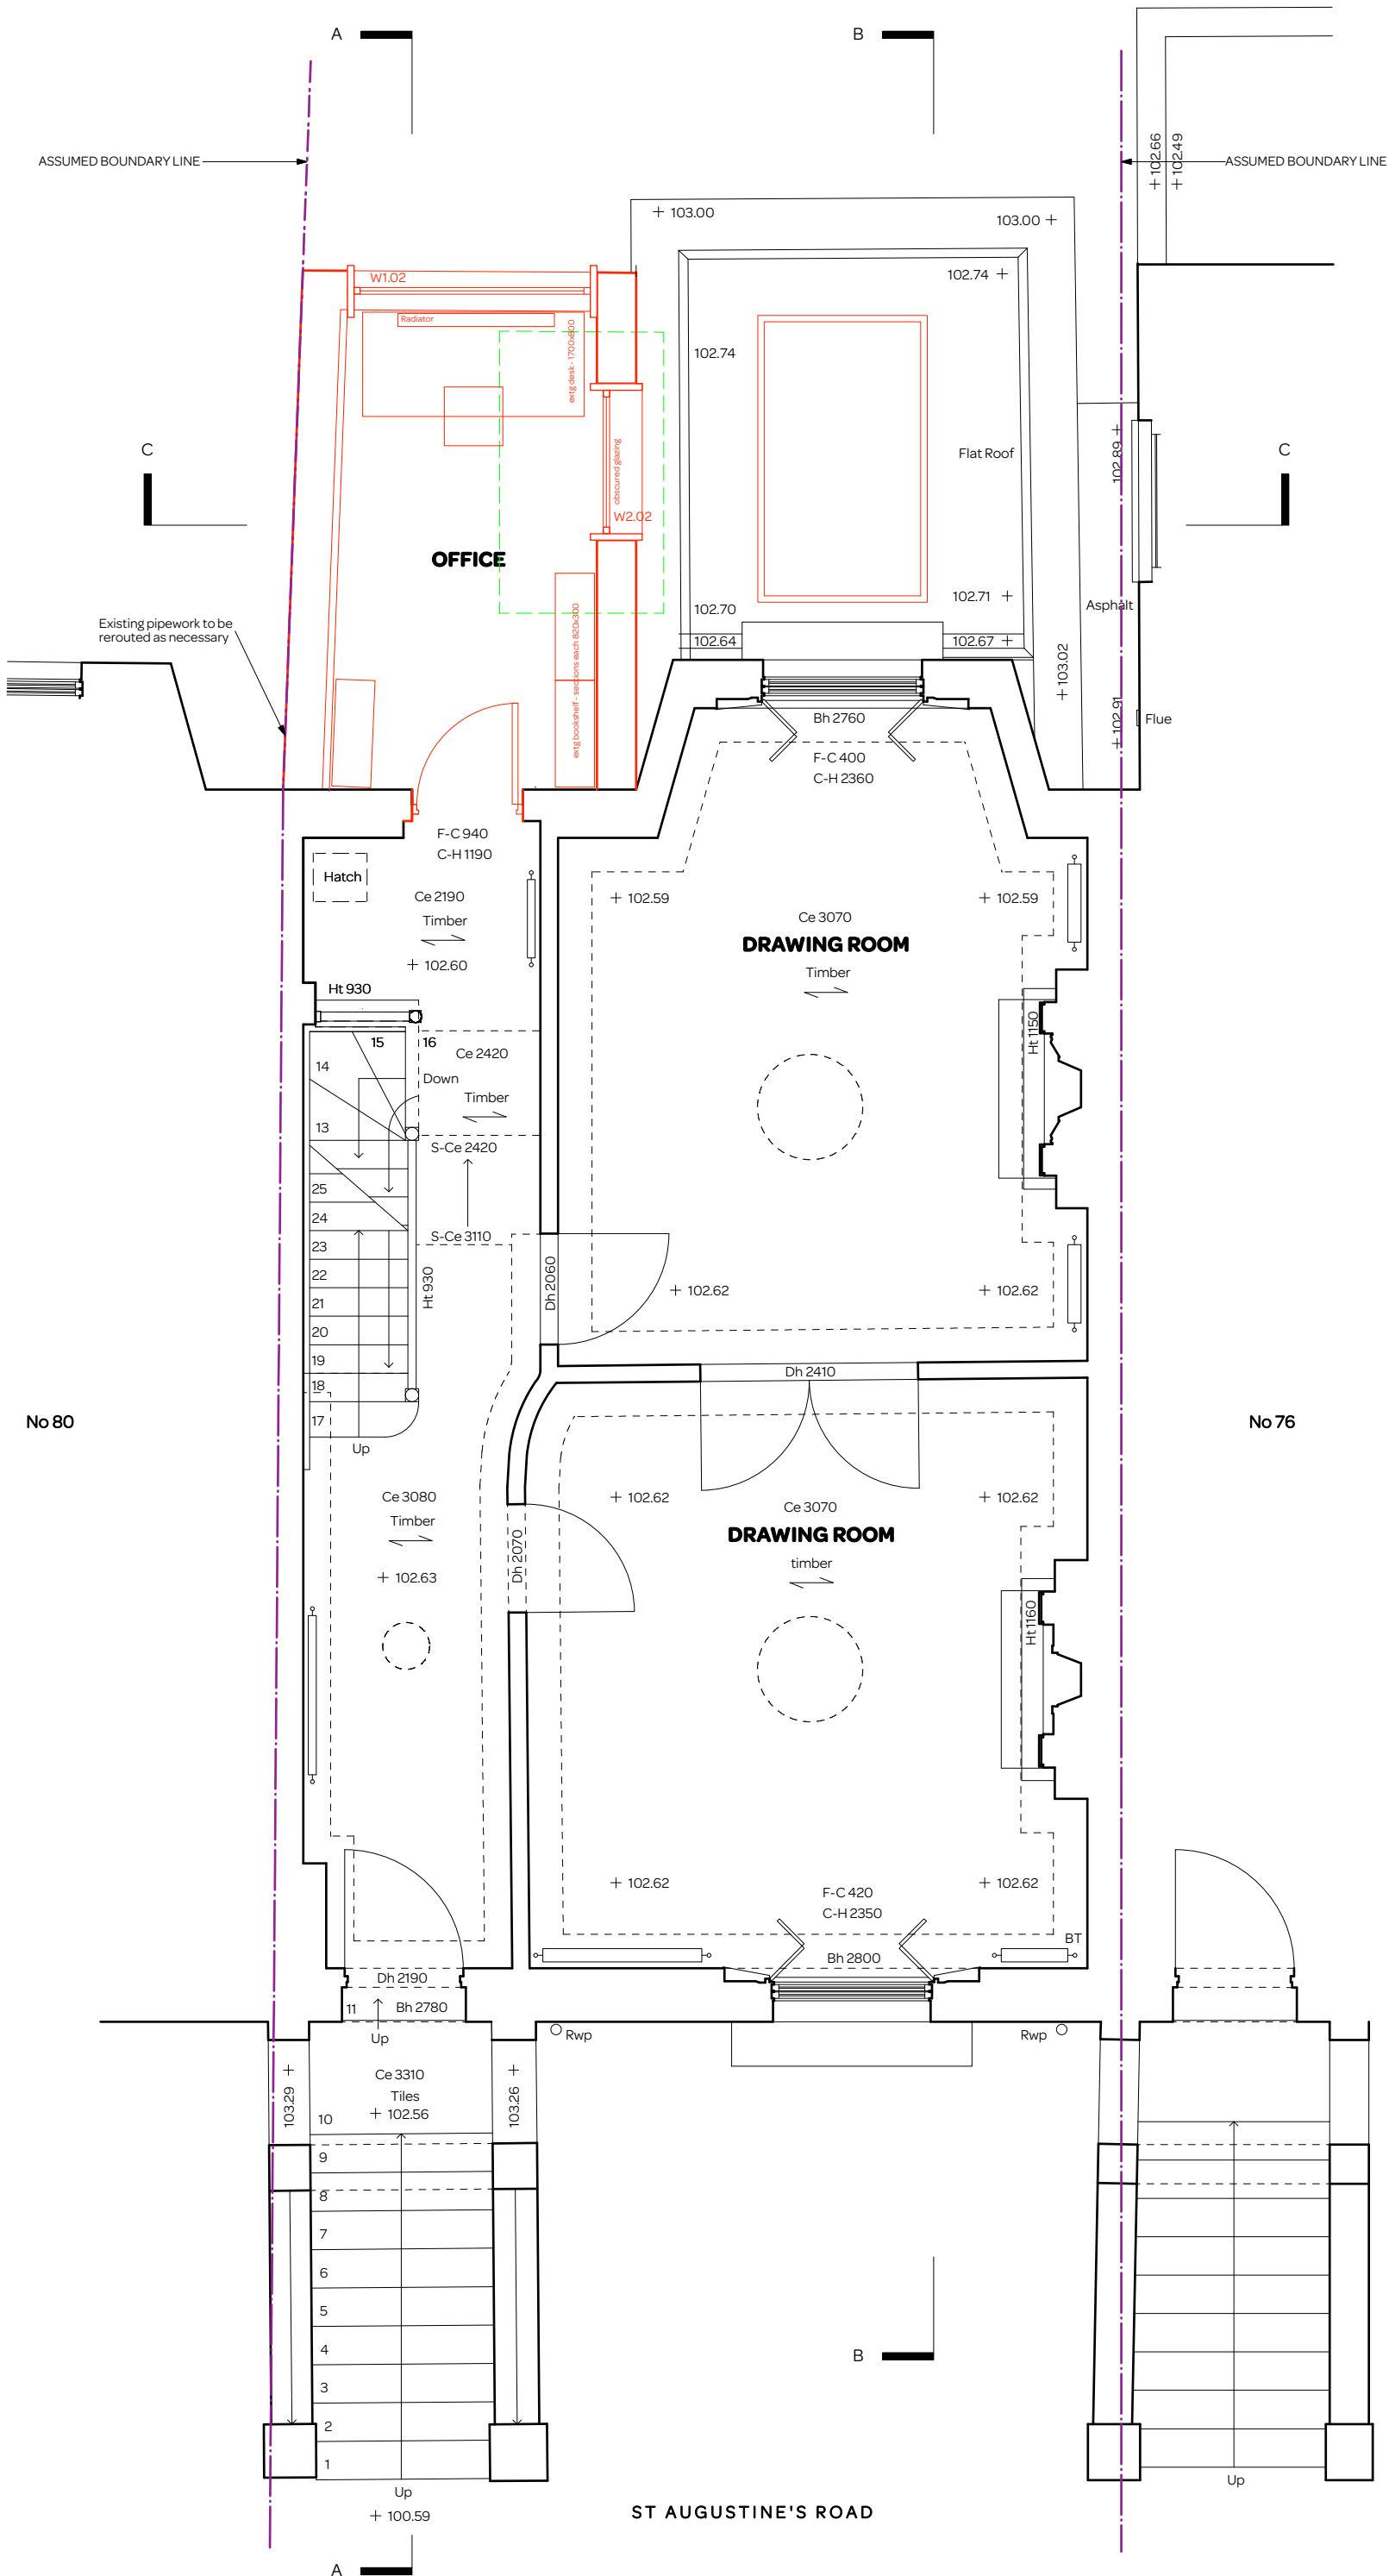 A
B
ASSUMED BOUNDARY LINE
+ 102.66
+ 102.49
ASSUMED BOUNDARY LINE
+ 103.00
103.00 +
W1.02
102.74 +
Radiator
extg desk - 1700x800
102.74
C
102.89 +
C
Flat Roof
obscured glazing
W2.02
OFFICE
102.71 +
102.70
Asphalt
Existing pipework to be
rerouted as necessary
extg bookshelf - sections each 820x300
102.64
102.67 +
+ 103.02
+ 102.91
Flue
Bh 2760
F-C 400
C-H 2360
F-C 940
C-H 1190
Hatch
Ce 2190
Timber
+ 102.60
+ 102.59
+ 102.59
Ce 3070
DRAWING ROOM
Timber
Ht 930
Ht 1150
15
16
Ce 2420
14
Down
Timber
13
S-Ce 2420
25
24
S-Ce 3110
23
22
Ht 930
Dh 2060
+ 102.62
+ 102.62
21
20
19
18
17
Dh 2410
Up
No 80
No 76
Ce 3080
Timber
+ 102.63
+ 102.62
+ 102.62
Ce 3070
DRAWING ROOM
timber
Dh 2070
Ht 1160
+ 102.62
+ 102.62
F-C 420
C-H 2350
BT
Bh 2800
Dh 2190
11
Bh 2780
Up
Rwp
Rwp
103.29 +
Ce 3310
Tiles
+ 102.56
103.26 +
10
9
8
7
6
5
4
3
2
1
B
Up
Up
+ 100.59
ST AUGUSTINE'S ROAD
A